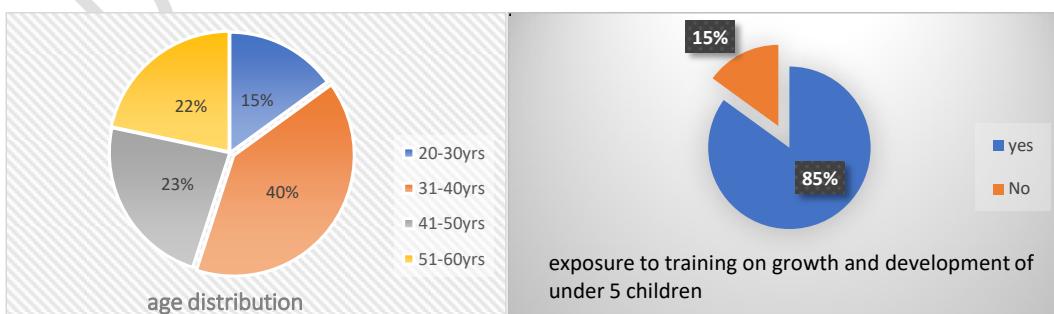 15%
22%
23%
40%
20-30yrs
31-40yrs
41-50yrs
51-60yrs
age distribution
15%
85%
yes
No
exposure to training on growth and development of
under 5 children